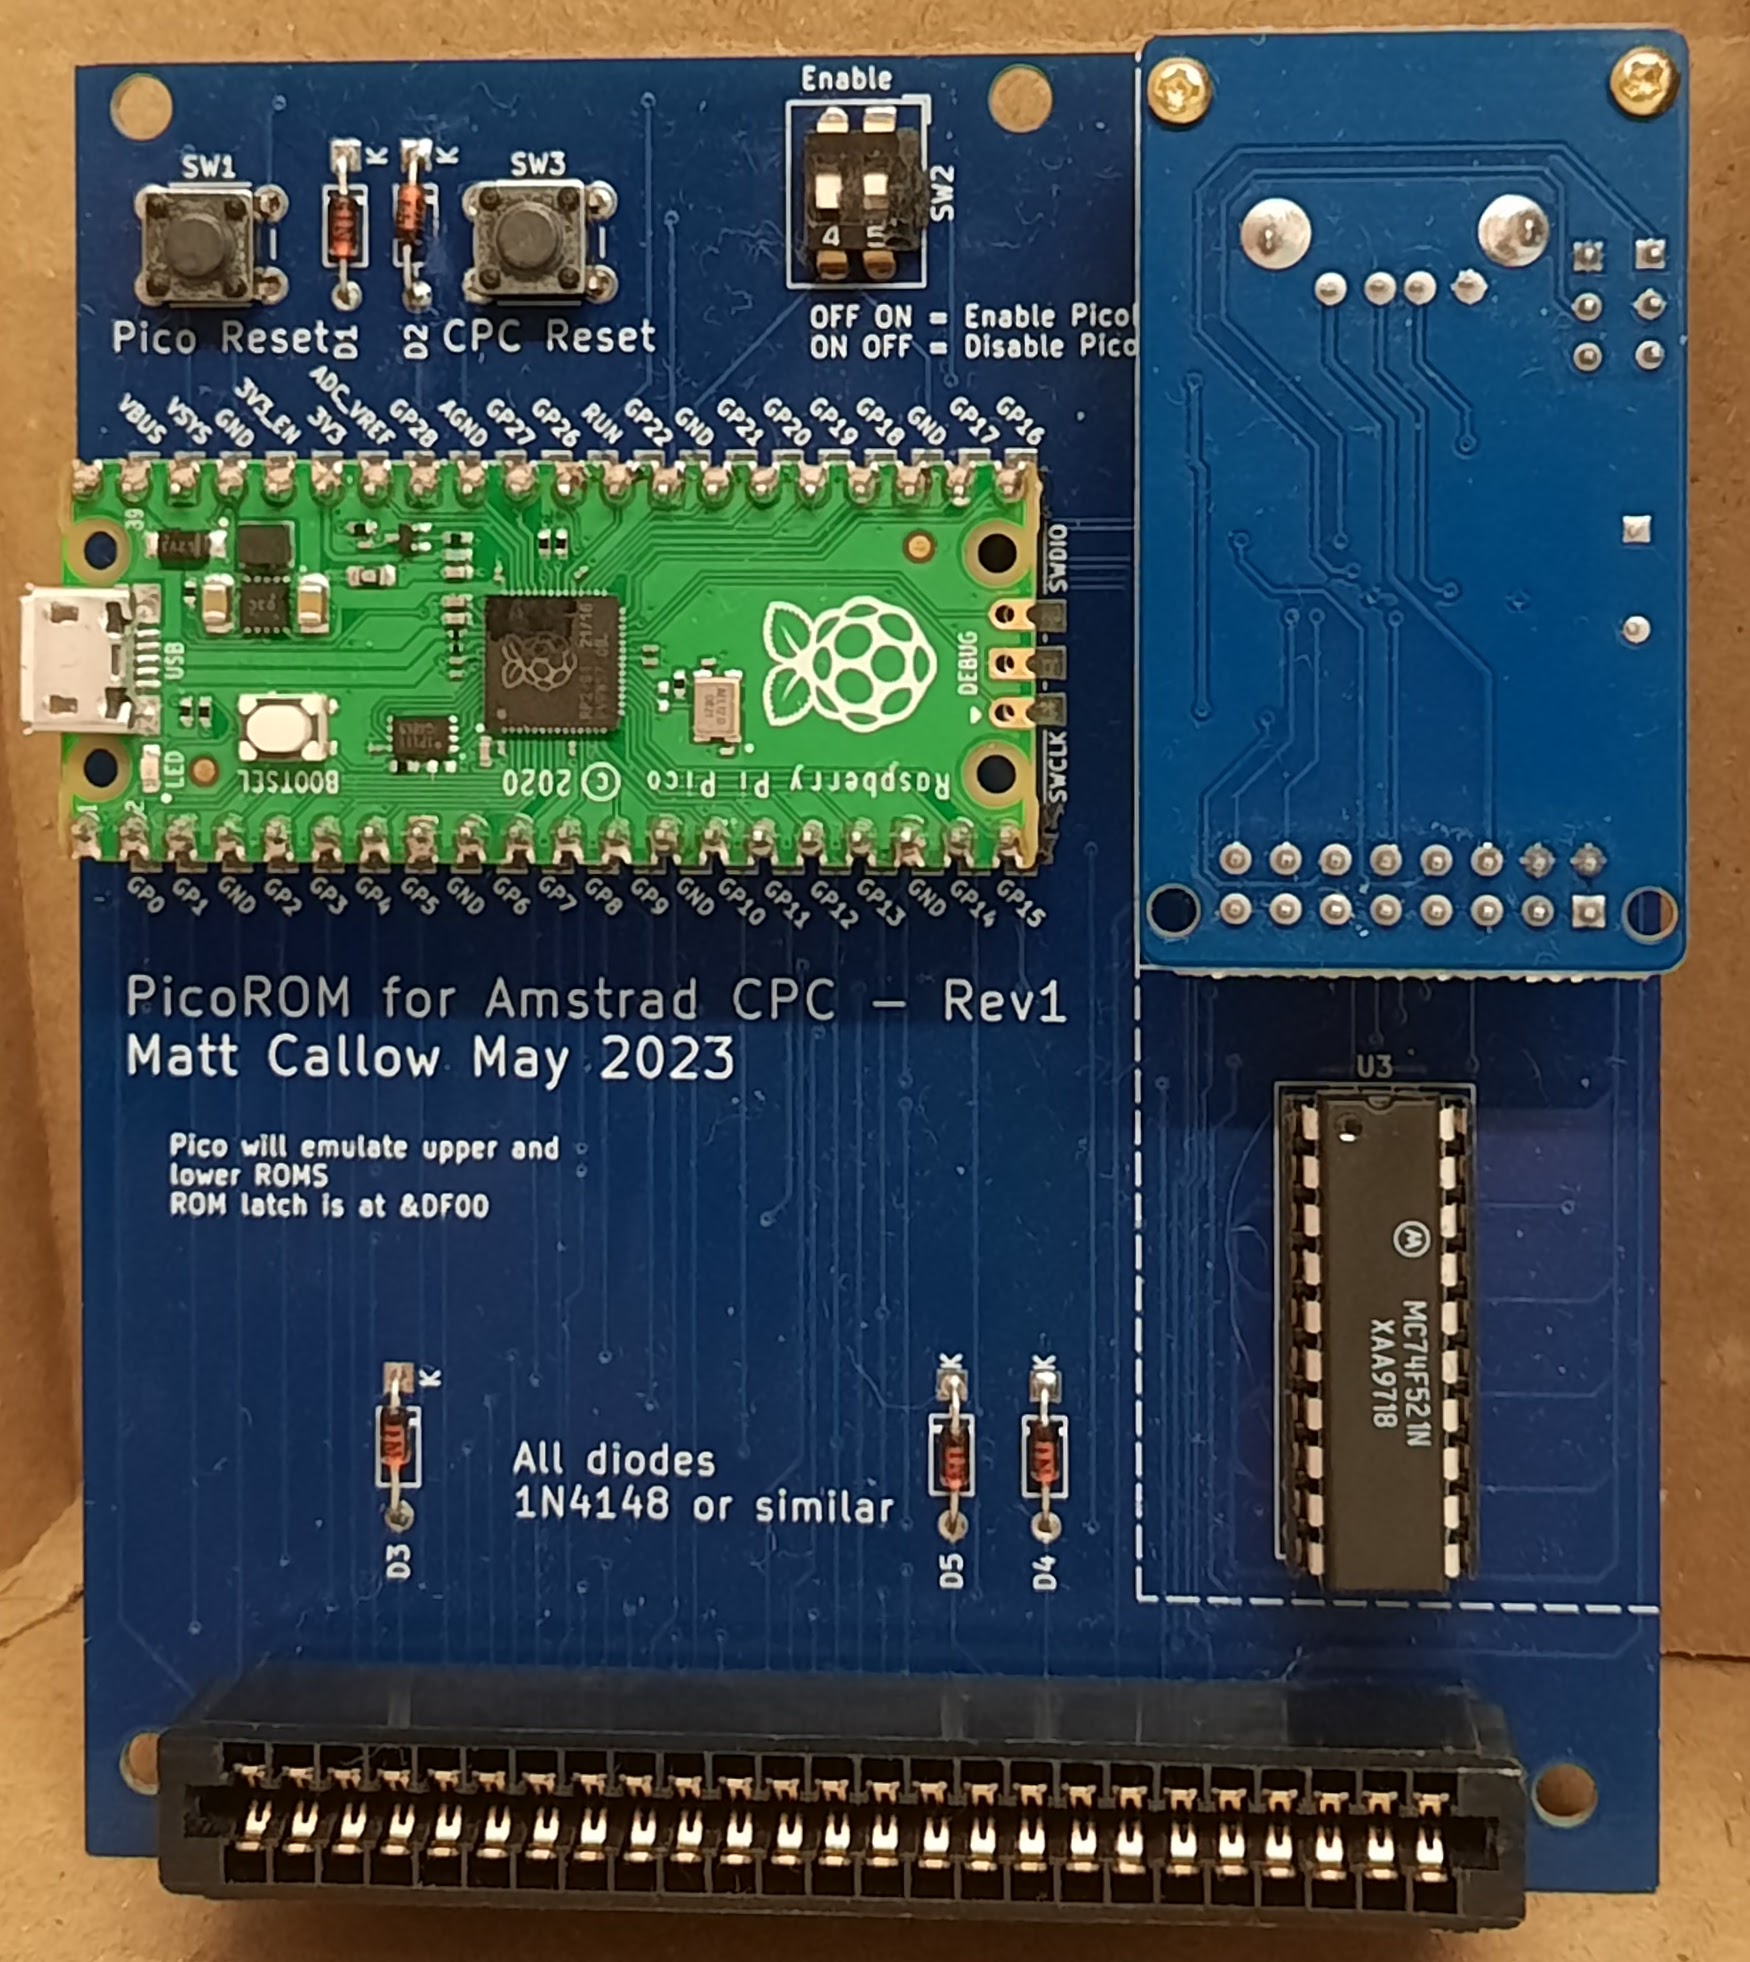 Enable
SW1
K
K
SW3
SW2
4 5
Pico Reset
D1
D2
CPC Reset
OFF ON = Enable Pico
ON OFF = Disable Pico
VBUS
VSYS
GND
3V3_EN
3V3
ADC_VREF
GP28
AGND
GP27
GP26
RUN
GP22
GND
GP21
GP20
GP19
GP18
GND
GP17
GP16
39
USB
LED
BOOTSEL
DEBUG
SWDIO
SWCLK
21/16
Raspberry Pi Pico © 2020
1
2
GP0
GP1
GND
GP2
GP3
GP4
GP5
GND
GP6
GP7
GP8
GP9
GND
GP10
GP11
GP12
GP13
GND
GP14
GP15
PicoROM for Amstrad CPC - Rev1
Matt Callow May 2023
Pico will emulate upper and
lower ROMS
ROM latch is at &DF00
U3
MC74F521N
XAA9718
K
K
K
All diodes
1N4148 or similar
D3
D5
D4